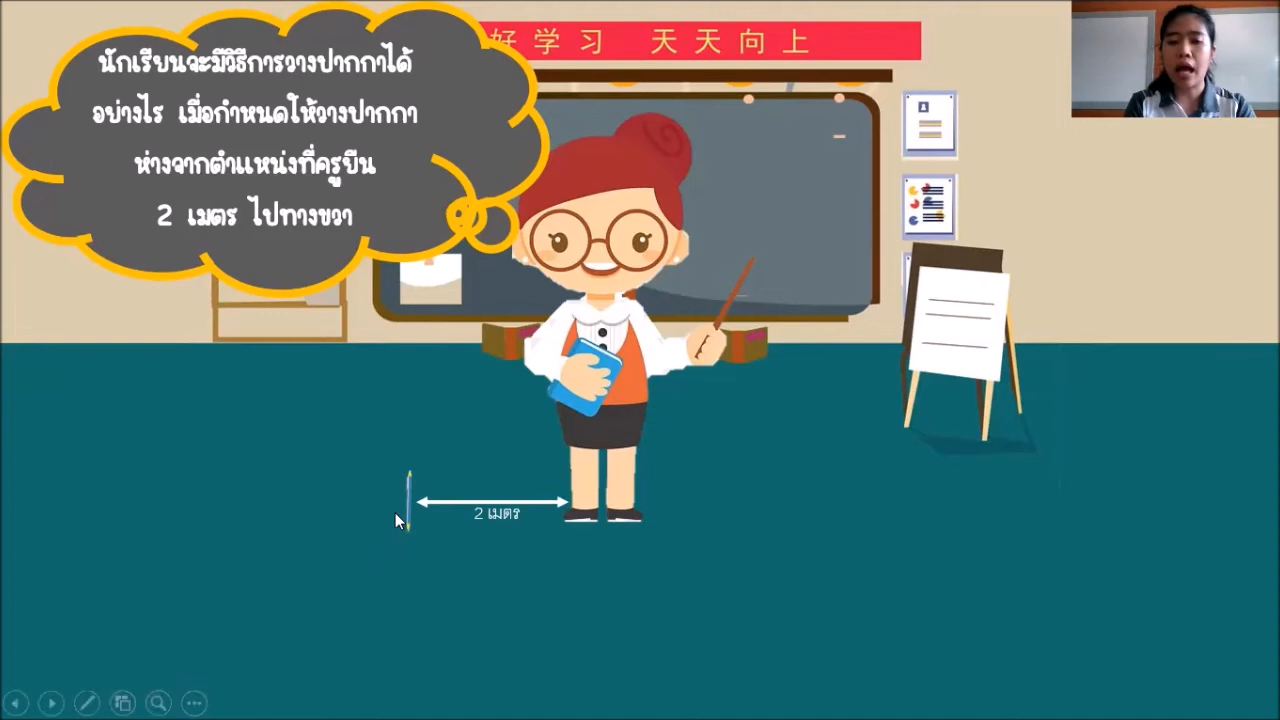 好学习 天天向上
นักเรียนจะมีวิธีการวางปากกาได้
อย่างไร เมื่อกำหนดให้วางปากกา
ห่างจากตำแหน่งที่ครูยืน
2 เมตร ไปทางขวา
2 เมตร